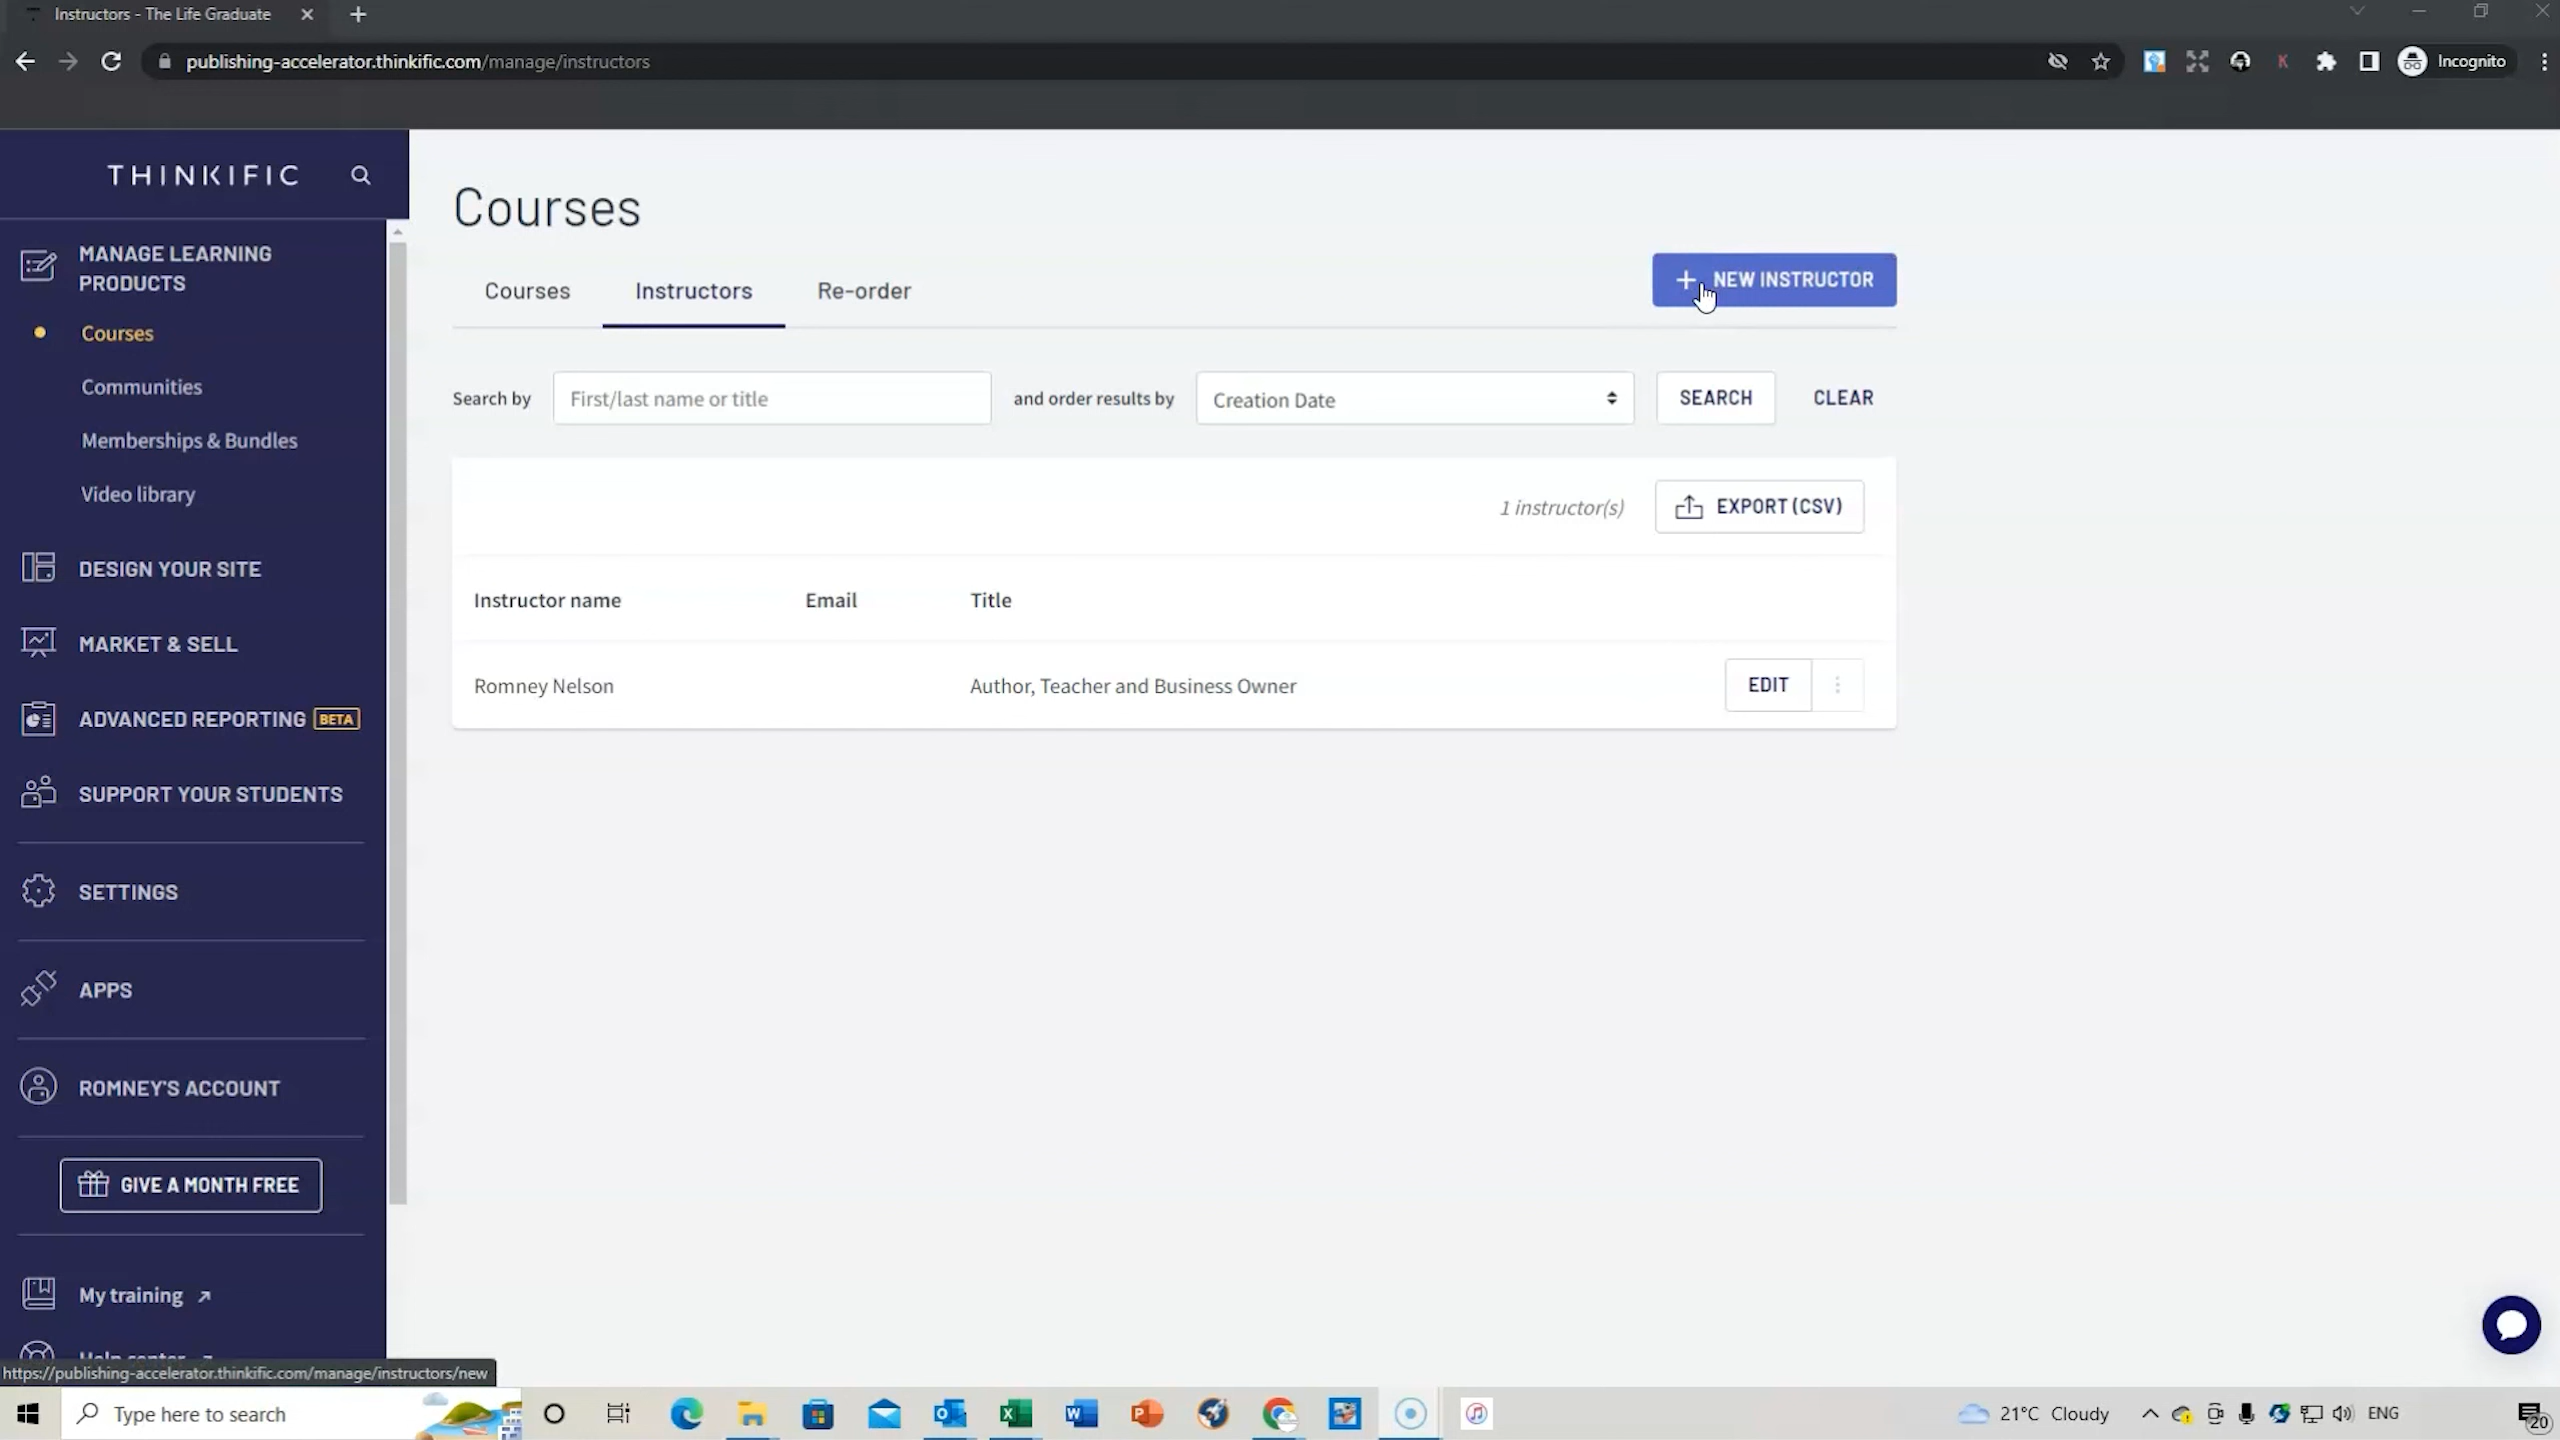 Instructors - The Life Graduate
publishing-accelerator.thinkific.com/manage/instructors
Incognito
THINKIFIC
MANAGE LEARNING
PRODUCTS
Courses
Communities
Memberships & Bundles
Video library
DESIGN YOUR SITE
MARKET & SELL
ADVANCED REPORTING BETA
SUPPORT YOUR STUDENTS
SETTINGS
APPS
ROMNEY'S ACCOUNT
GIVE A MONTH FREE
My training
Help center
https://publishing-accelerator.thinkific.com/manage/instructors/new
Courses
Courses Instructors Re-order
NEW INSTRUCTOR
Search by First/last name or title and order results by Creation Date SEARCH CLEAR
1 instructor(s) EXPORT (CSV)
Instructor name Email Title
Romney Nelson Author, Teacher and Business Owner EDIT
Type here to search
21°C Cloudy
ENG
20